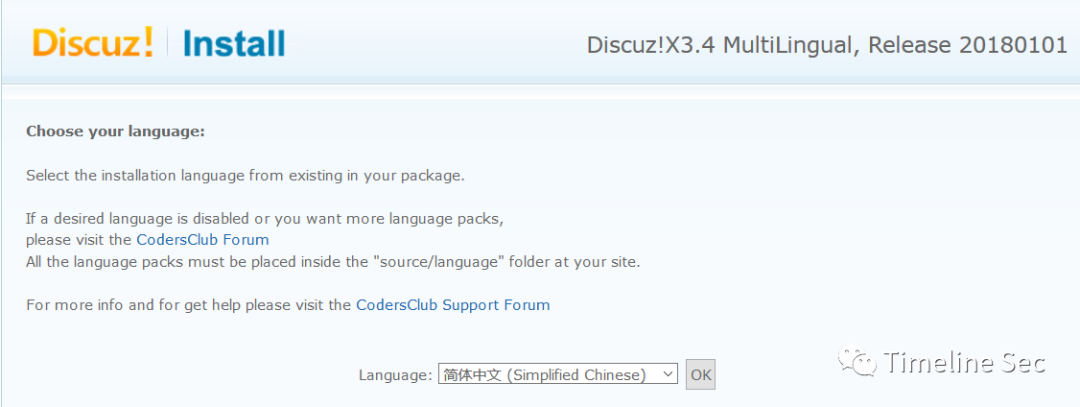 Discuz! Install
Discuz!X3.4 MultiLingual, Release 20180101
Choose your language:
Select the installation language from existing in your package.
If a desired language is disabled or you want more language packs,
please visit the CodersClub Forum
All the language packs must be placed inside the "source/language" folder at your site.
For more info and for get help please visit the CodersClub Support Forum
Language: 简体中文 (Simplified Chinese) OK
Timeline Sec